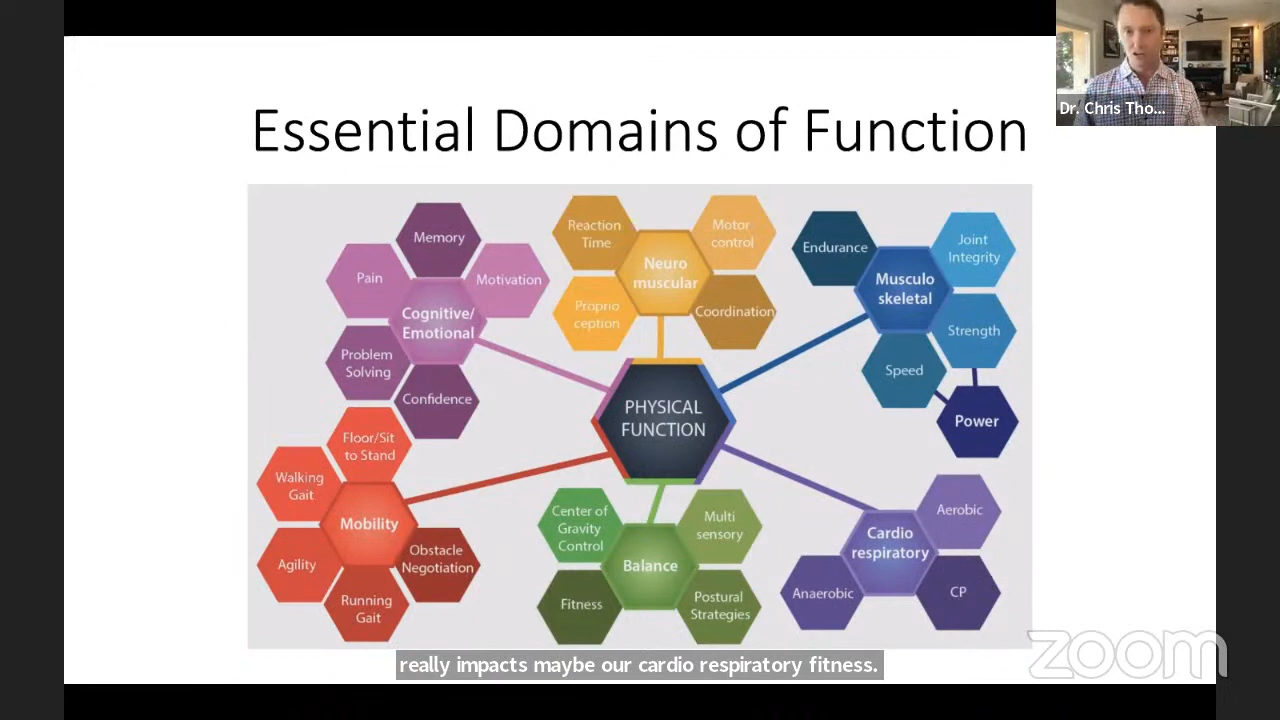 Dr. Chris Tho...
Essential Domains of Function
Memory
Pain
Motivation
Cognitive/
Emotional
Problem
Solving
Confidence
Reaction
Time
Motor
control
Neuro
muscular
Proprio
ception
Coordination
Endurance
Joint
Integrity
Musculo
skeletal
Strength
Speed
Power
PHYSICAL
FUNCTION
Floor/Sit
to Stand
Walking
Gait
Mobility
Agility
Obstacle
Negotiation
Running
Gait
Center of
Gravity
Control
Multi
sensory
Balance
Fitness
Postural
Strategies
Aerobic
Cardio
respiratory
Anaerobic
CP
really impacts maybe our cardio respiratory fitness.
zoom